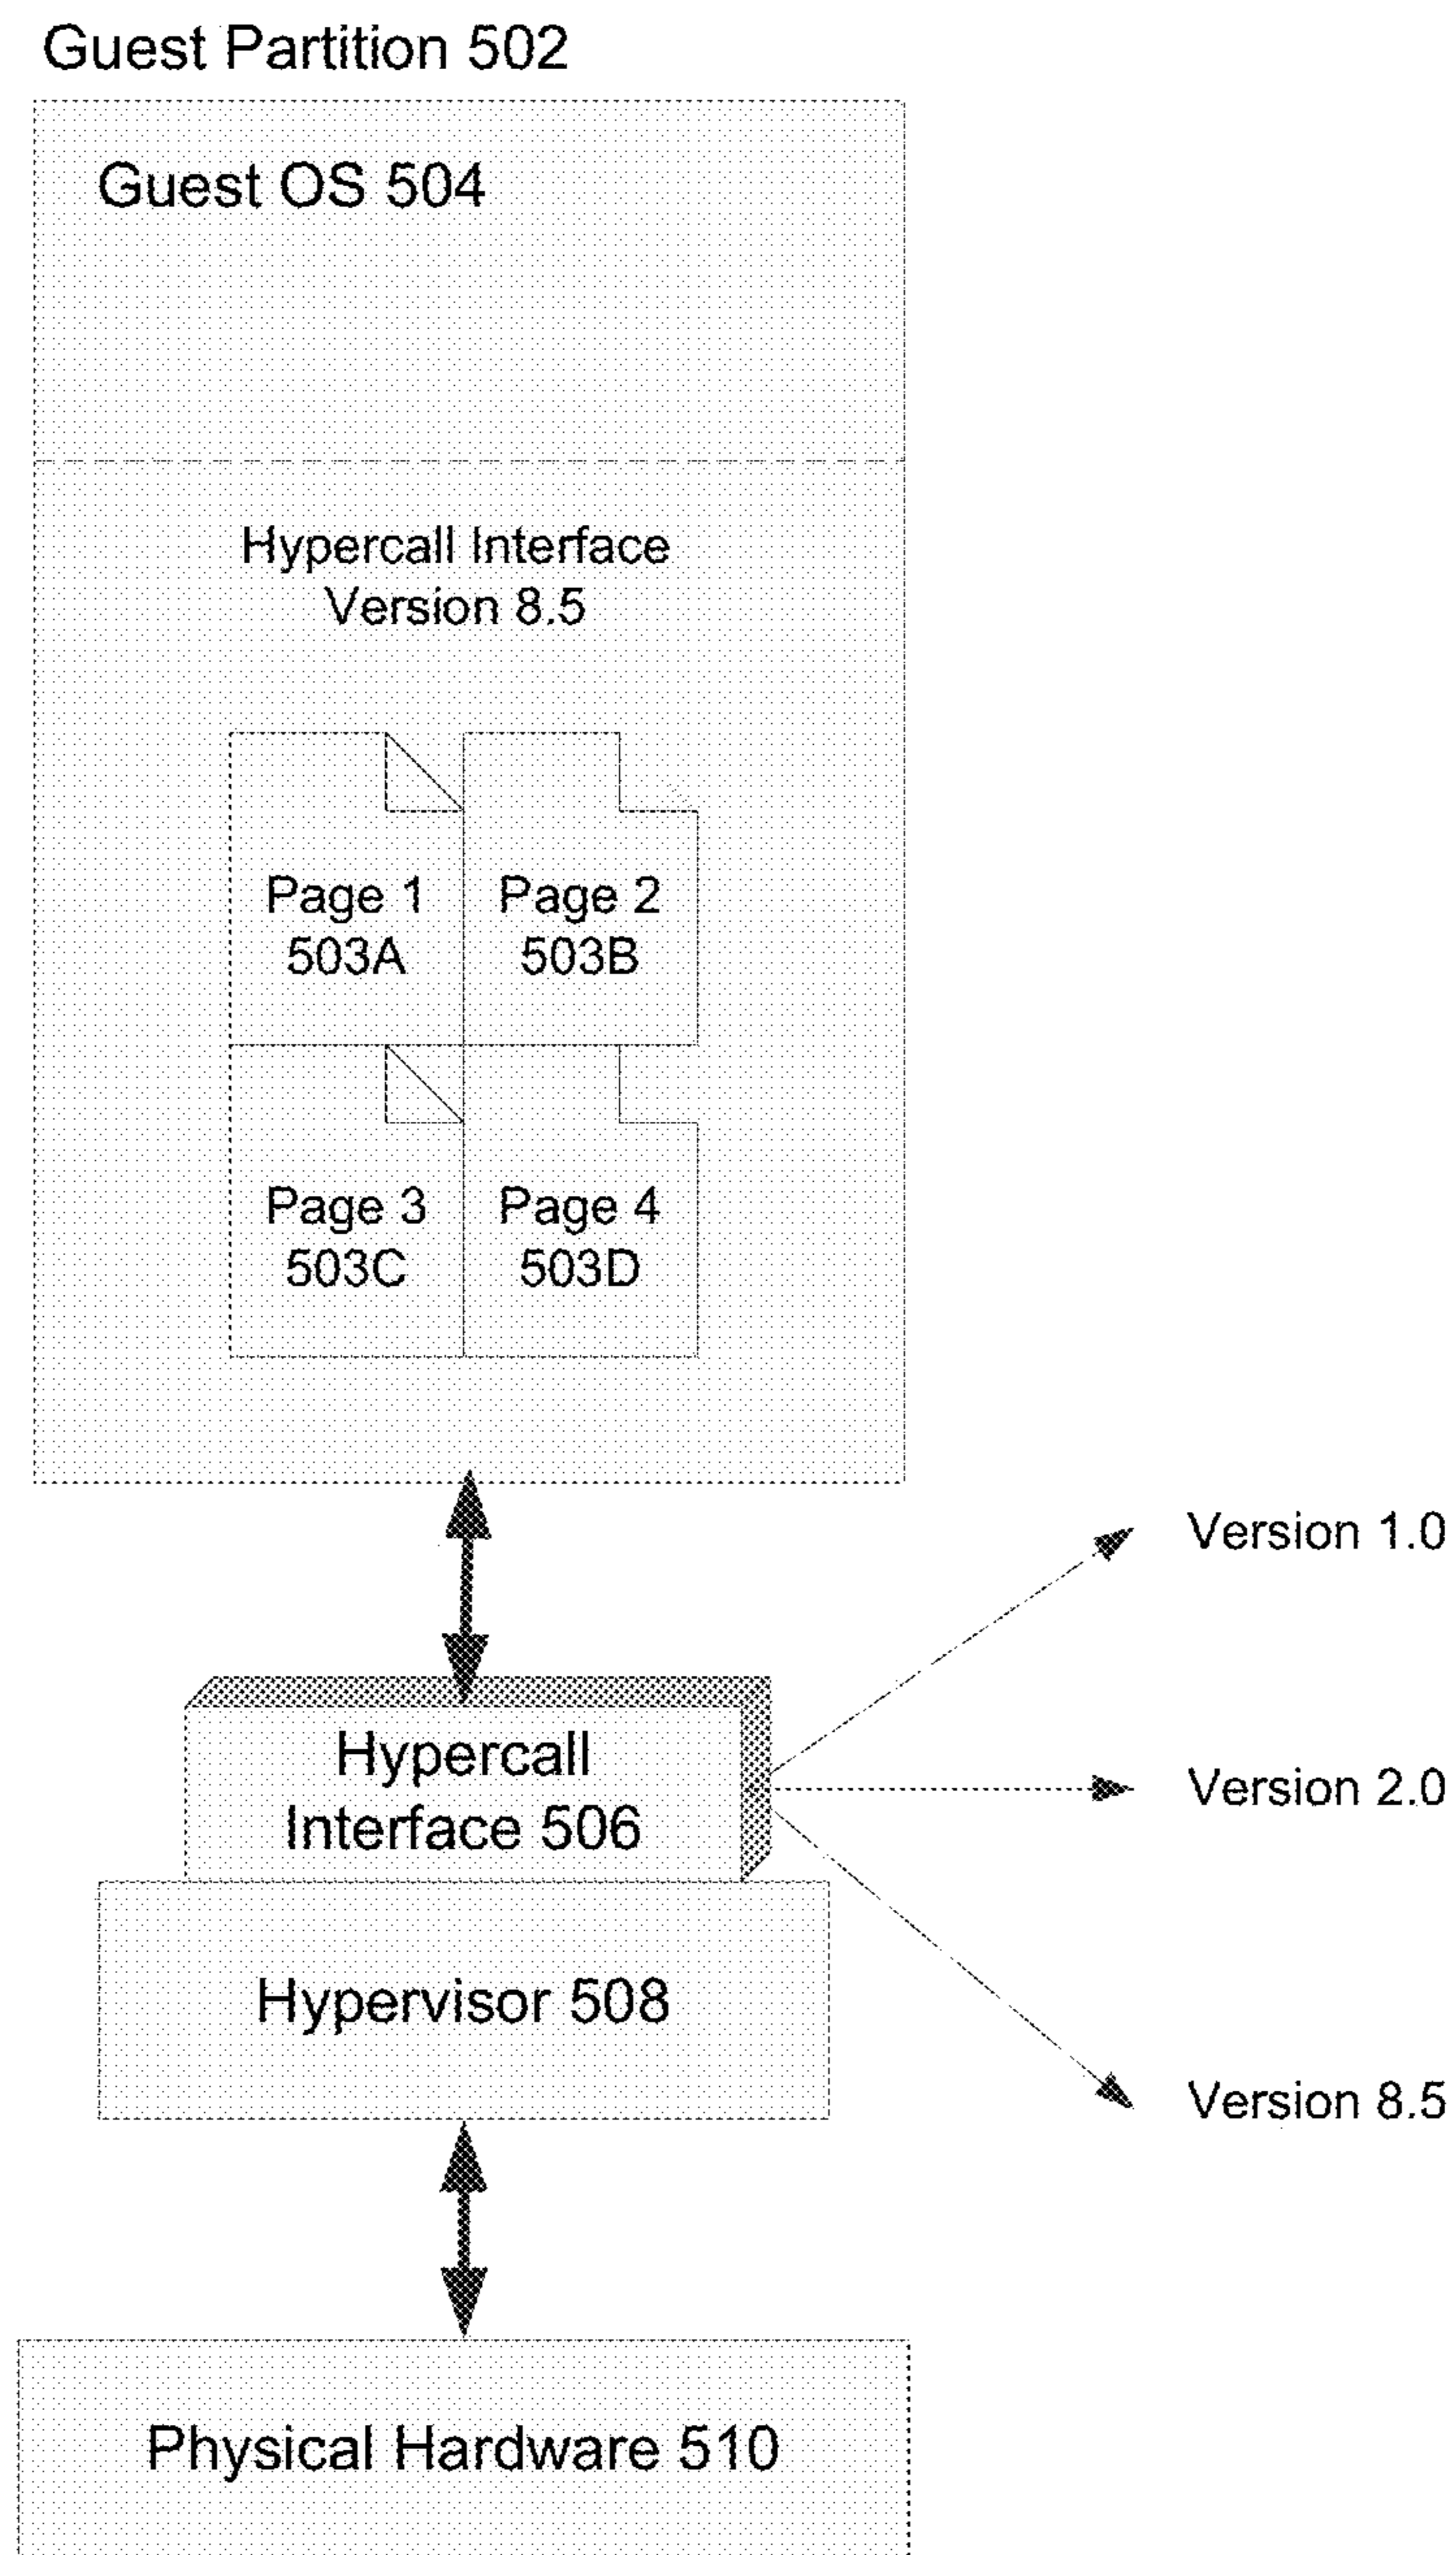 Guest Partition 502
Guest OS 504
Hypercall Interface
Version 8.5
Page 1
503A
Page 2
503B
Page 3
503C
Page 4
503D
Version 1.0
Hypercall
Interface 506
Version 2.0
Hypervisor 508
Version 8.5
Physical Hardware 510